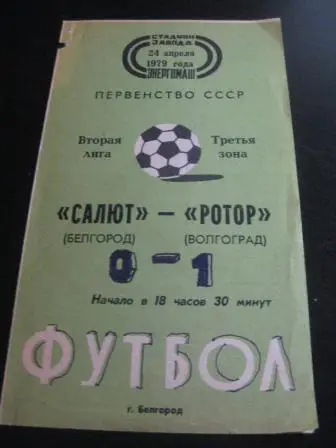 СТАДИОН
ЗАВОДА
24 апреля
1979 года
ЭНЕРГОМАШ
ПЕРВЕНСТВО СССР
Вторая Третья
лига зона
«САЛЮТ» — «РОТОР»
(БЕЛГОРОД) (ВОЛГОГРАД)
0 - 1
Начало в 18 часов 30 минут
ФУТБОЛ
г. Белгород